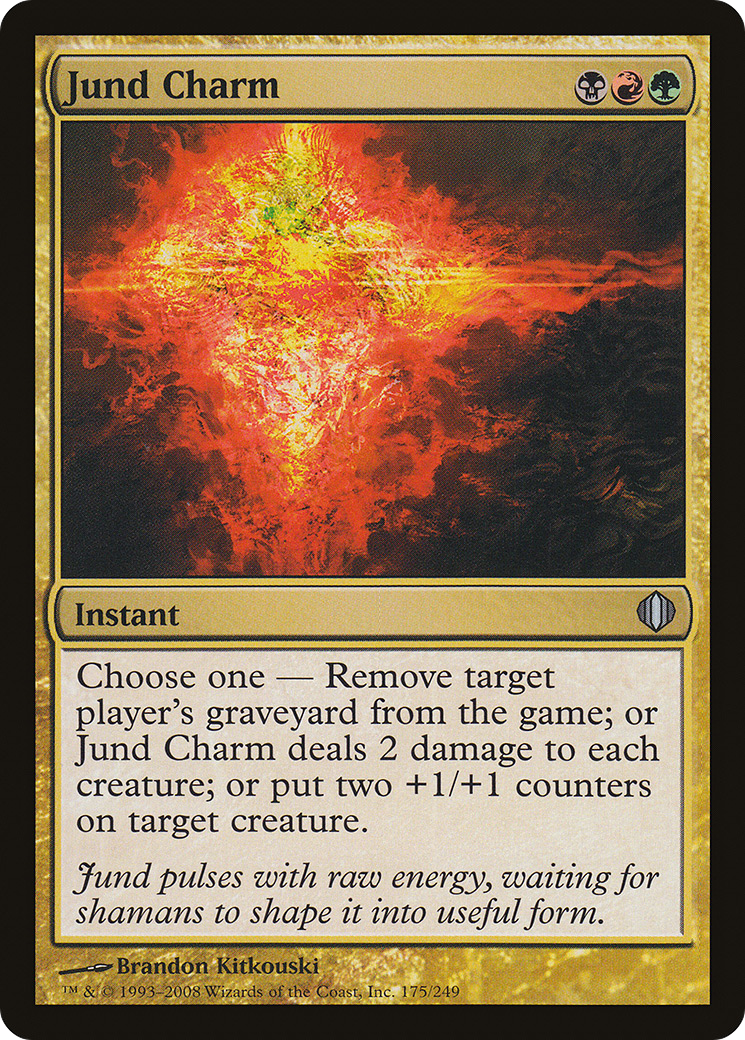 Jund Charm
Instant
Choose one — Remove target
player's graveyard from the game; or
Jund Charm deals 2 damage to each
creature; or put two +1/+1 counters
on target creature.
Jund pulses with raw energy, waiting for
shamans to shape it into useful form.
Brandon Kitkouski
™ & © 1993–2008 Wizards of the Coast, Inc. 175/249